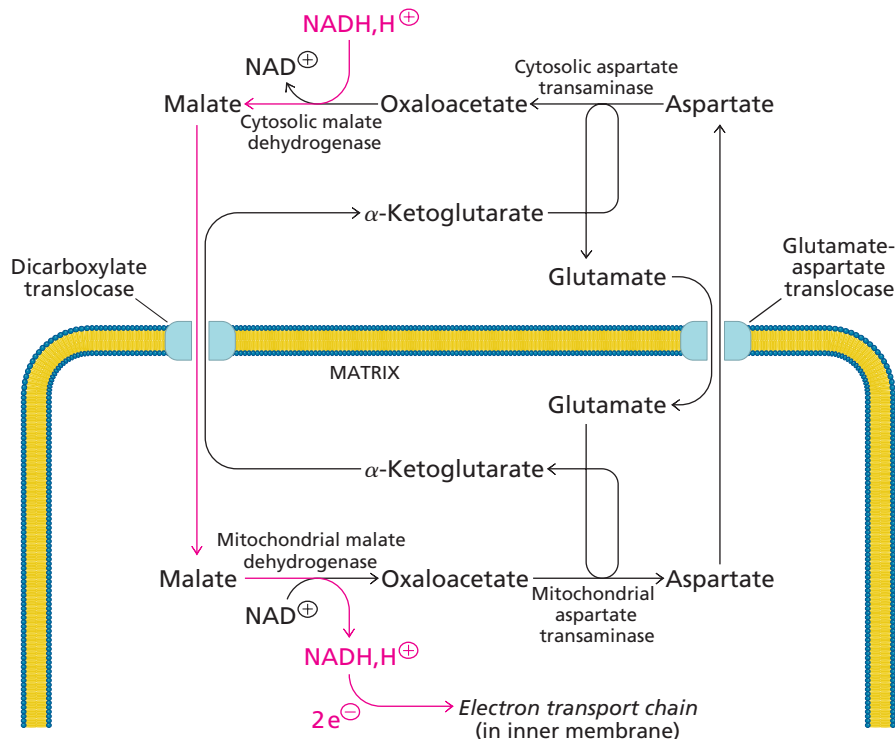 NADH,H⊕
NAD⊕
Cytosolic aspartate
transaminase
Malate
Oxaloacetate
Aspartate
Cytosolic malate
dehydrogenase
α-Ketoglutarate
Dicarboxylate
translocase
Glutamate
Glutamate-
aspartate
translocase
MATRIX
Glutamate
α-Ketoglutarate
Mitochondrial malate
dehydrogenase
Malate
Oxaloacetate
Aspartate
NAD⊕
Mitochondrial
aspartate
transaminase
NADH,H⊕
2e⊖
Electron transport chain
(in inner membrane)